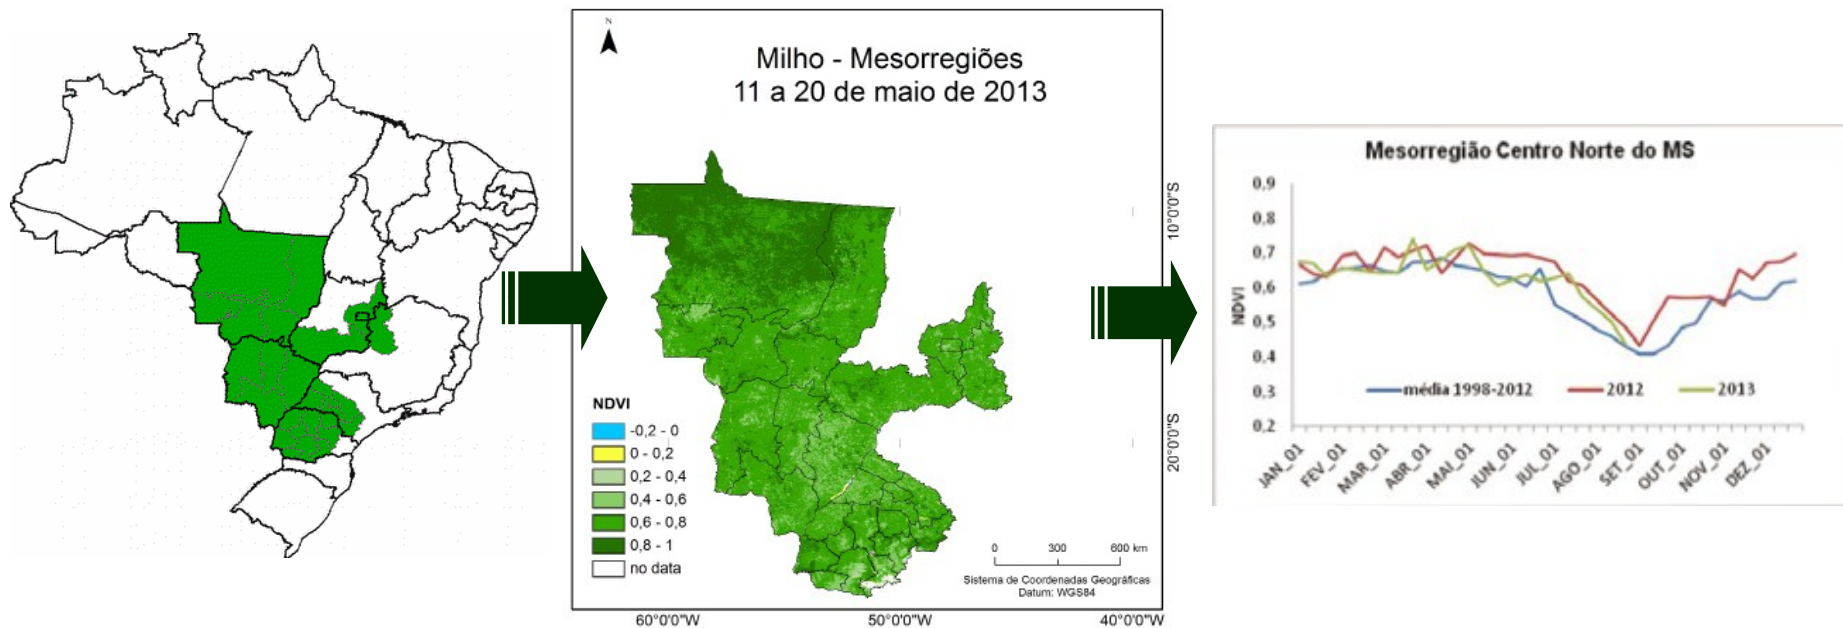 N
Milho - Mesorregiões
11 a 20 de maio de 2013
10°0'0"S
20°0'0"S
NDVI
-0,2 - 0
0 - 0,2
0,2 - 0,4
0,4 - 0,6
0,6 - 0,8
0,8 - 1
no data
0 300 600 km
Sistema de Coordenadas Geográficas
Datum: WGS84
60°0'0"W 50°0'0"W 40°0'0"W
Mesorregião Centro Norte do MS
NDVI
0,9
0,8
0,7
0,6
0,5
0,4
0,3
0,2
média 1998-2012 2012 2013
JAN_01 FEV_01 MAR_01 ABR_01 MAI_01 JUN_01 JUL_01 AGO_01 SET_01 OUT_01 NOV_01 DEZ_01